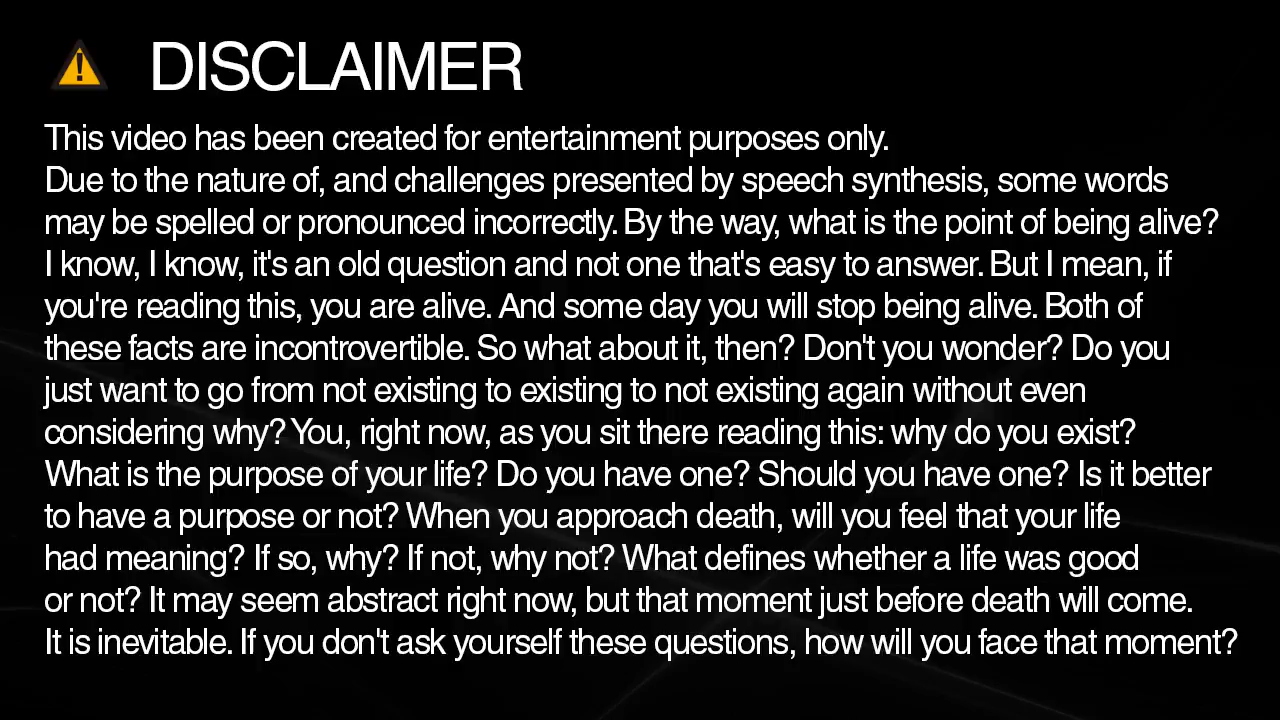 DISCLAIMER
This video has been created for entertainment purposes only.
Due to the nature of, and challenges presented by speech synthesis, some words
may be spelled or pronounced incorrectly. By the way, what is the point of being alive?
I know, I know, it's an old question and not one that's easy to answer. But I mean, if
you're reading this, you are alive. And some day you will stop being alive. Both of
these facts are incontrovertible. So what about it, then? Don't you wonder? Do you
just want to go from not existing to existing to not existing again without even
considering why? You, right now, as you sit there reading this: why do you exist?
What is the purpose of your life? Do you have one? Should you have one? Is it better
to have a purpose or not? When you approach death, will you feel that your life
had meaning? If so, why? If not, why not? What defines whether a life was good
or not? It may seem abstract right now, but that moment just before death will come.
It is inevitable. If you don't ask yourself these questions, how will you face that moment?